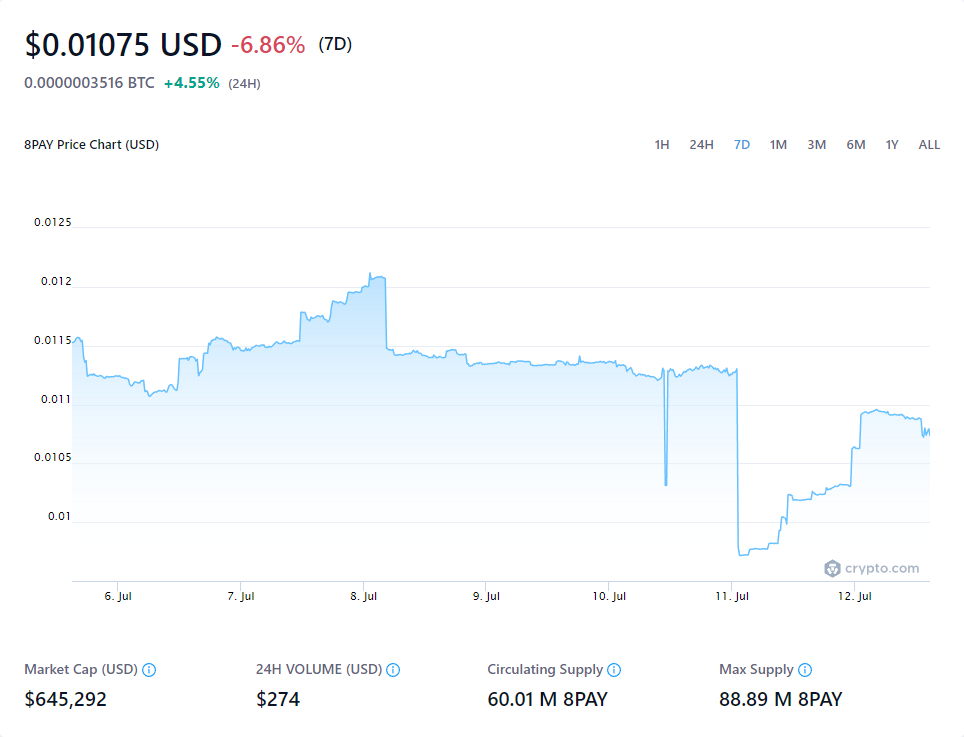 $0.01075 USD -6.86% (7D)
0.0000003516 BTC +4.55% (24H)
8PAY Price Chart (USD) 1H 24H 7D 1M 3M 6M 1Y ALL
0.0125
0.012
0.0115
0.011
0.0105
0.01
crypto.com
6. Jul 7. Jul 8. Jul 9. Jul 10. Jul 11. Jul 12. Jul
Market Cap (USD) 24H VOLUME (USD) Circulating Supply Max Supply
$645,292 $274 60.01 M 8PAY 88.89 M 8PAY